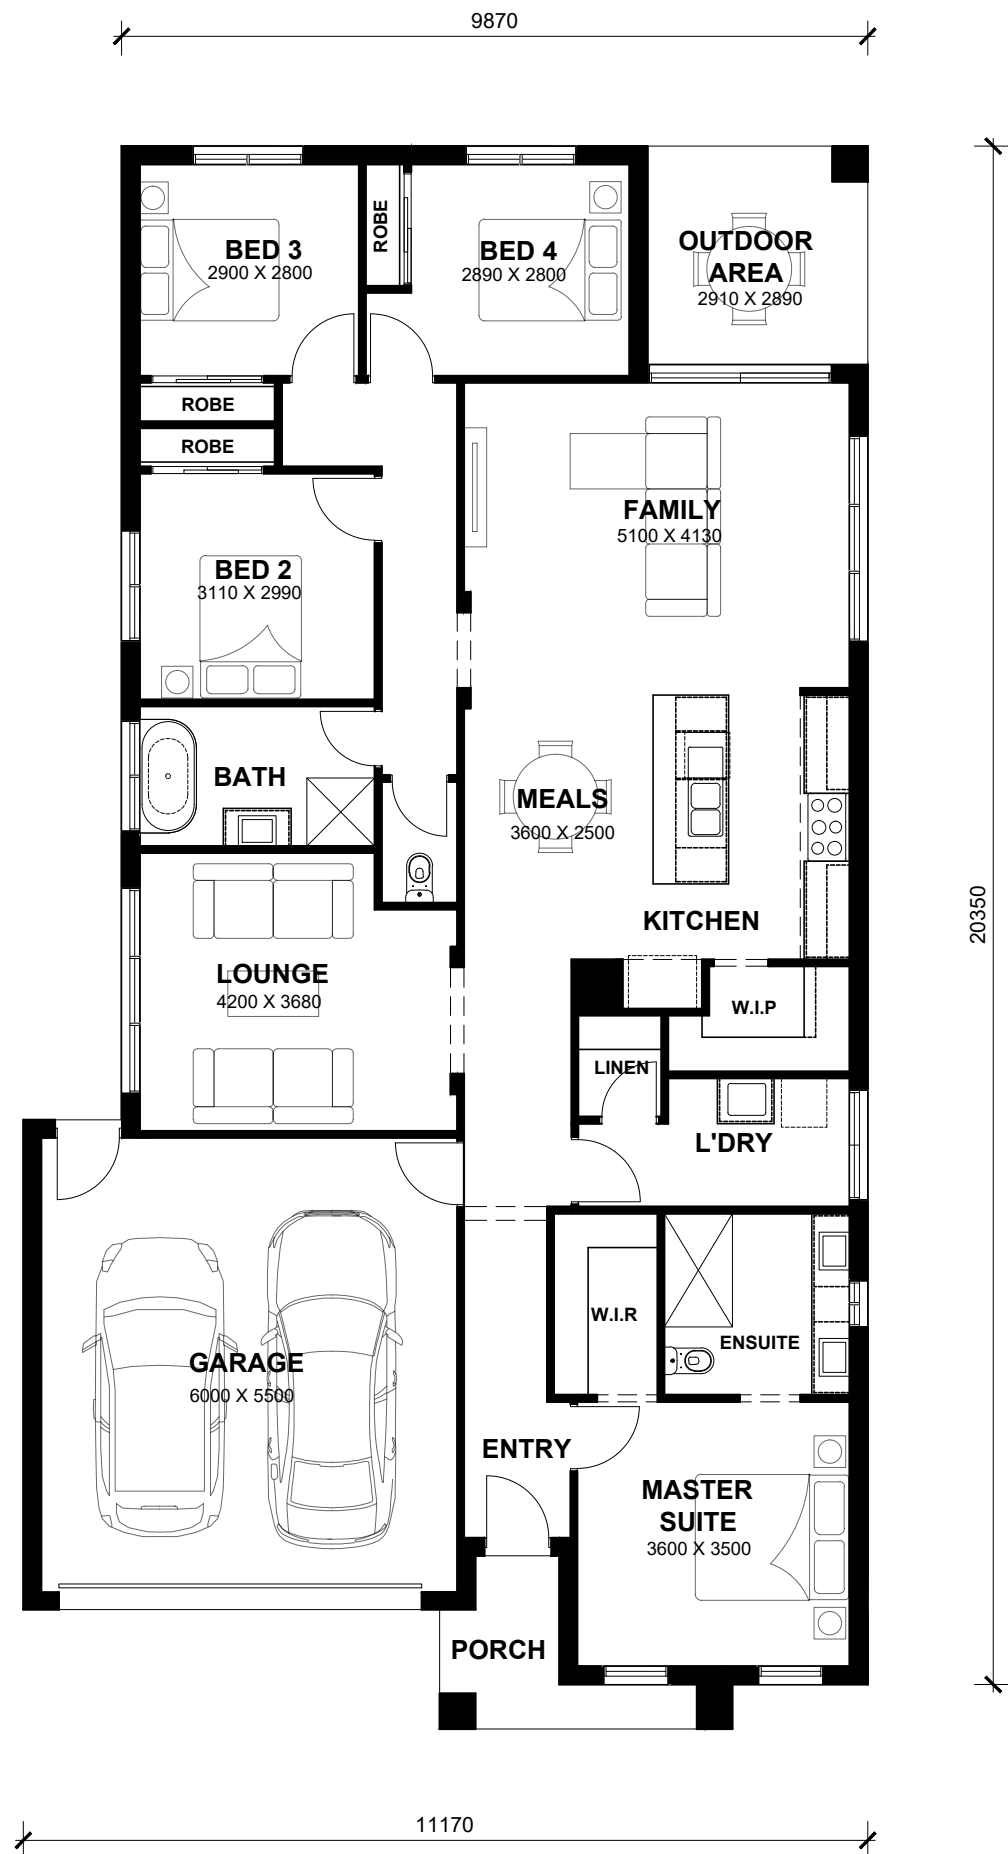 9870
BED 3
2900 X 2800
ROBE
BED 4
2890 X 2800
OUTDOOR
AREA
2910 X 2890
ROBE
ROBE
FAMILY
5100 X 4130
BED 2
3110 X 2990
BATH
MEALS
3600 X 2500
KITCHEN
20350
LOUNGE
4200 X 3680
W.I.P
LINEN
L'DRY
W.I.R
ENSUITE
GARAGE
6000 X 5500
ENTRY
MASTER
SUITE
3600 X 3500
PORCH
11170